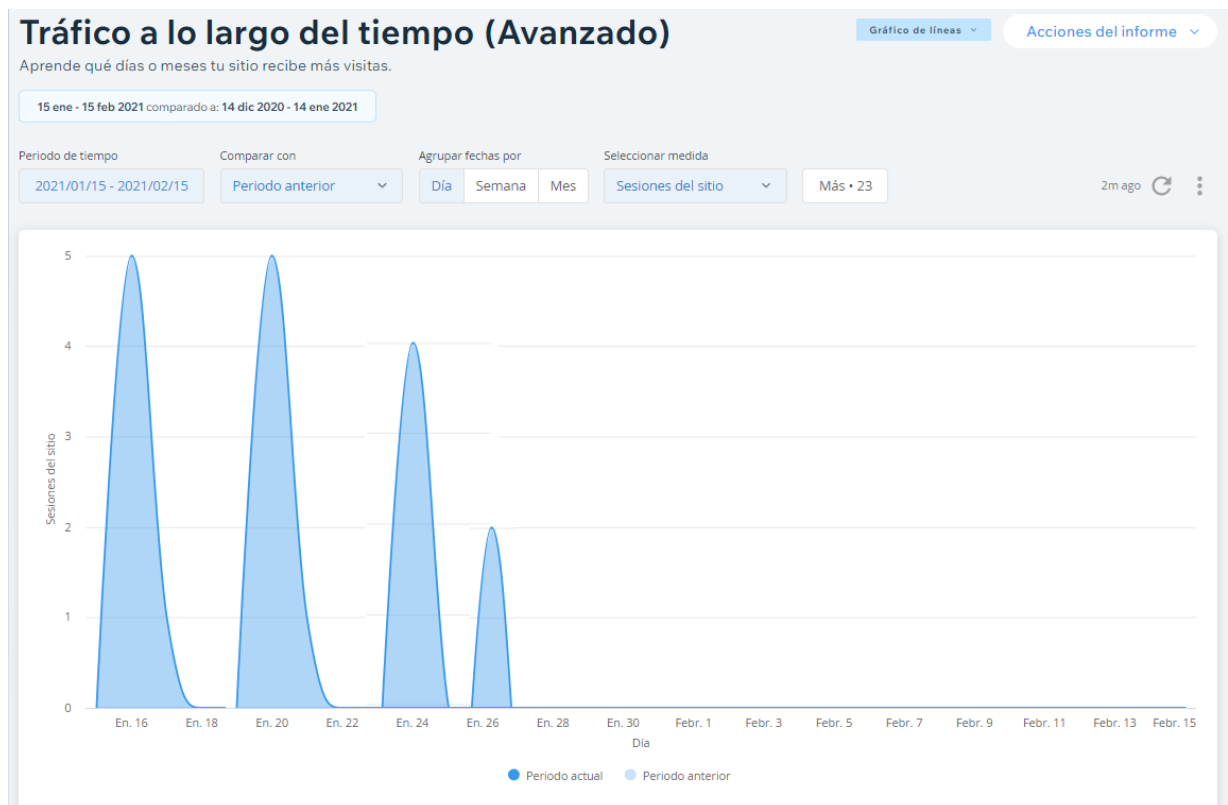 Tráfico a lo largo del tiempo (Avanzado)
Gráfico de líneas
Acciones del informe
Aprende qué días o meses tu sitio recibe más visitas.
15 ene - 15 feb 2021 comparado a: 14 dic 2020 - 14 ene 2021
Periodo de tiempo
Comparar con
Agrupar fechas por
Seleccionar medida
2021/01/15 - 2021/02/15
Periodo anterior
Día
Semana
Mes
Sesiones del sitio
Más • 23
2m ago
5
4
3
2
1
0
Sesiones del sitio
En. 16
En. 18
En. 20
En. 22
En. 24
En. 26
En. 28
En. 30
Febr. 1
Febr. 3
Febr. 5
Febr. 7
Febr. 9
Febr. 11
Febr. 13
Febr. 15
Día
Periodo actual
Periodo anterior